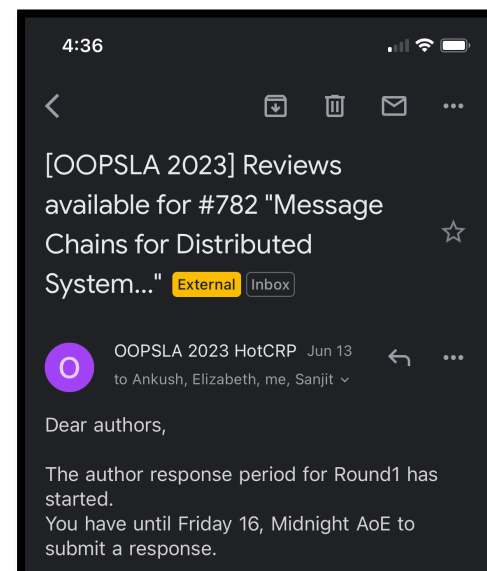 4:36
[OOPSLA 2023] Reviews
available for #782 "Message
Chains for Distributed
System..." External Inbox
O OOPSLA 2023 HotCRP Jun 13
to Ankush, Elizabeth, me, Sanjit
Dear authors,
The author response period for Round1 has
started.
You have until Friday 16, Midnight AoE to
submit a response.